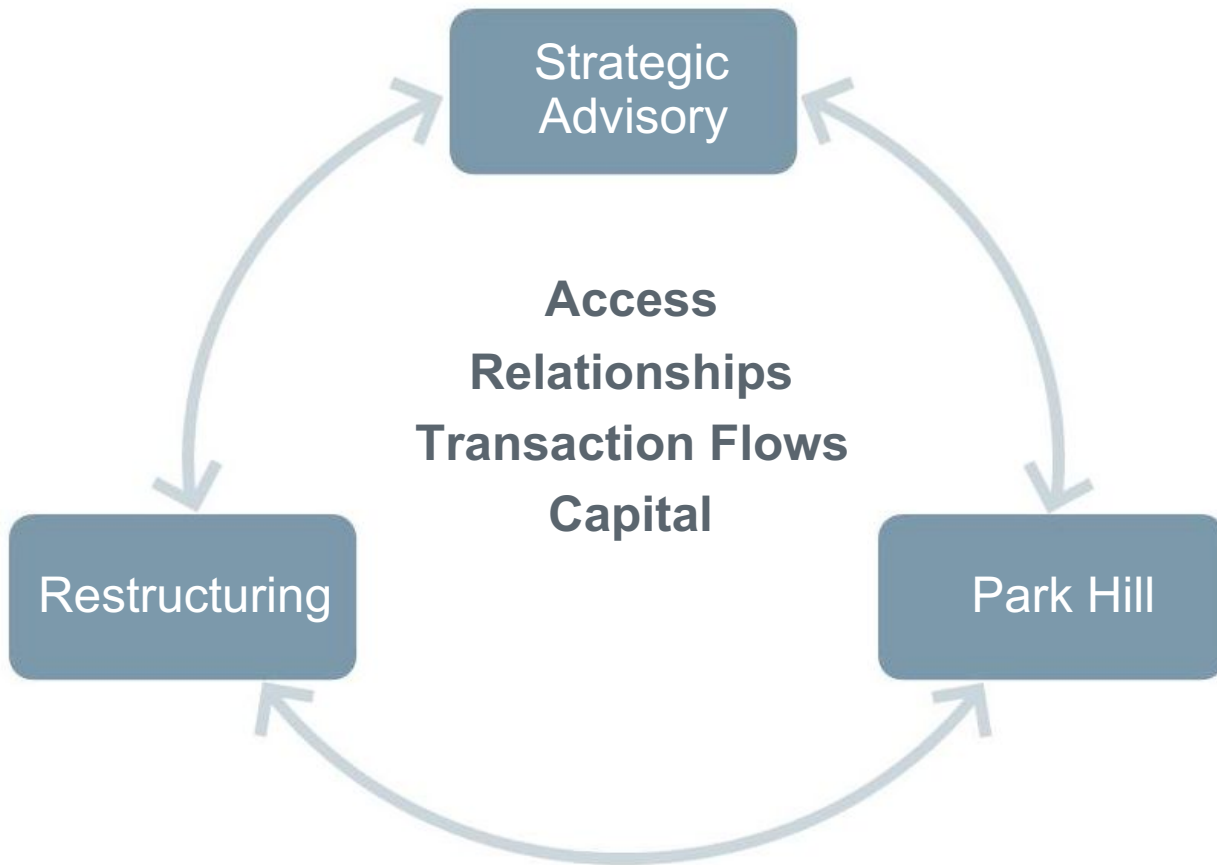 Strategic
Advisory
Access
Relationships
Transaction Flows
Capital
Restructuring
Park Hill